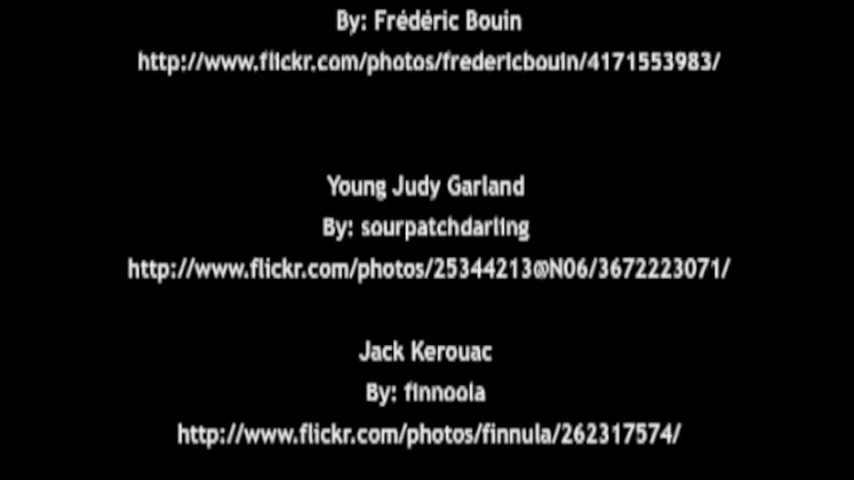 By: Frédéric Bouin
http://www.flickr.com/photos/fredericbouin/4171553983/
Young Judy Garland
By: sourpatchdarling
http://www.flickr.com/photos/25344213@N06/3672223071/
Jack Kerouac
By: finnoola
http://www.flickr.com/photos/finnula/262317574/